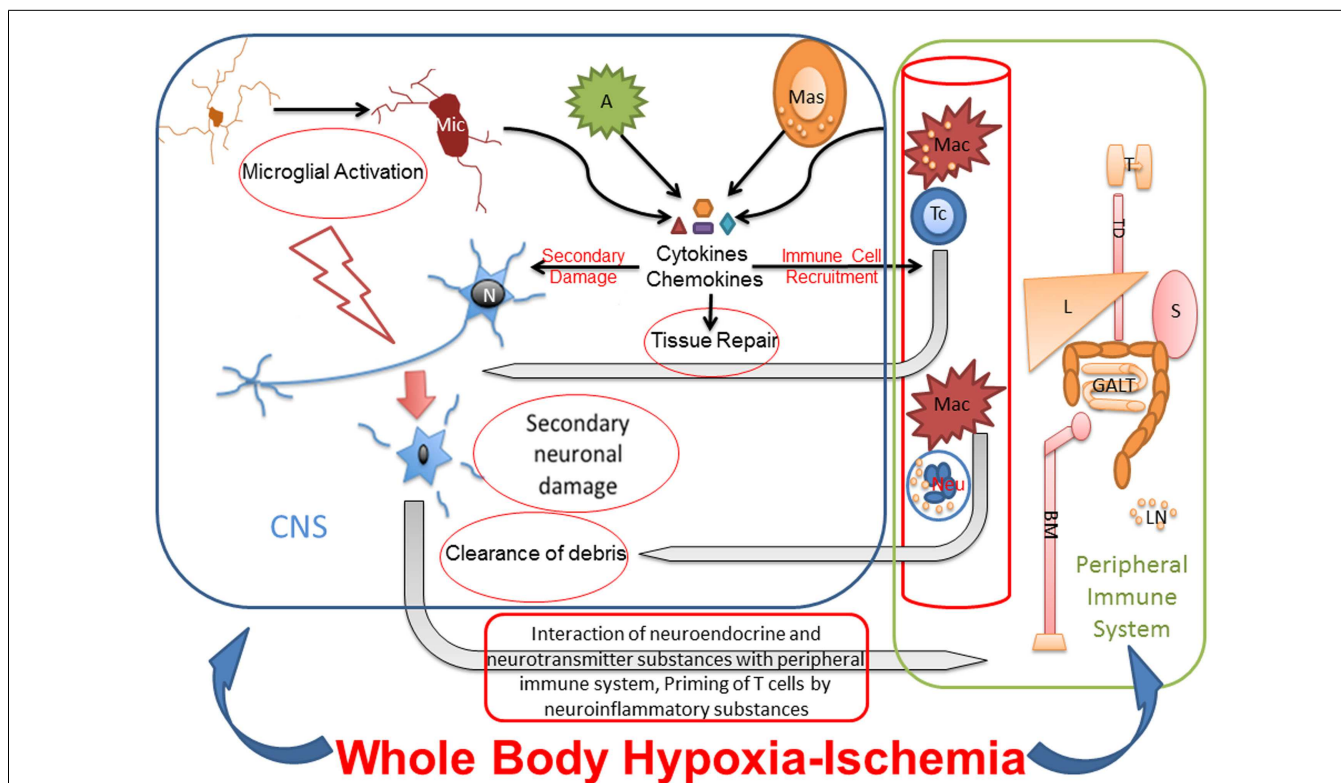 Mic
A
Mas
Microglial Activation
Mac
Tc
T
TD
Cytokines
Chemokines
Secondary
Damage
Immune Cell
Recruitment
N
Tissue Repair
L
S
GALT
Mac
Neu
Secondary
neuronal
damage
CNS
Clearance of debris
BM
LN
Peripheral
Immune
System
Interaction of neuroendocrine and
neurotransmitter substances with peripheral
immune system, Priming of T cells by
neuroinflammatory substances
Whole Body Hypoxia-Ischemia